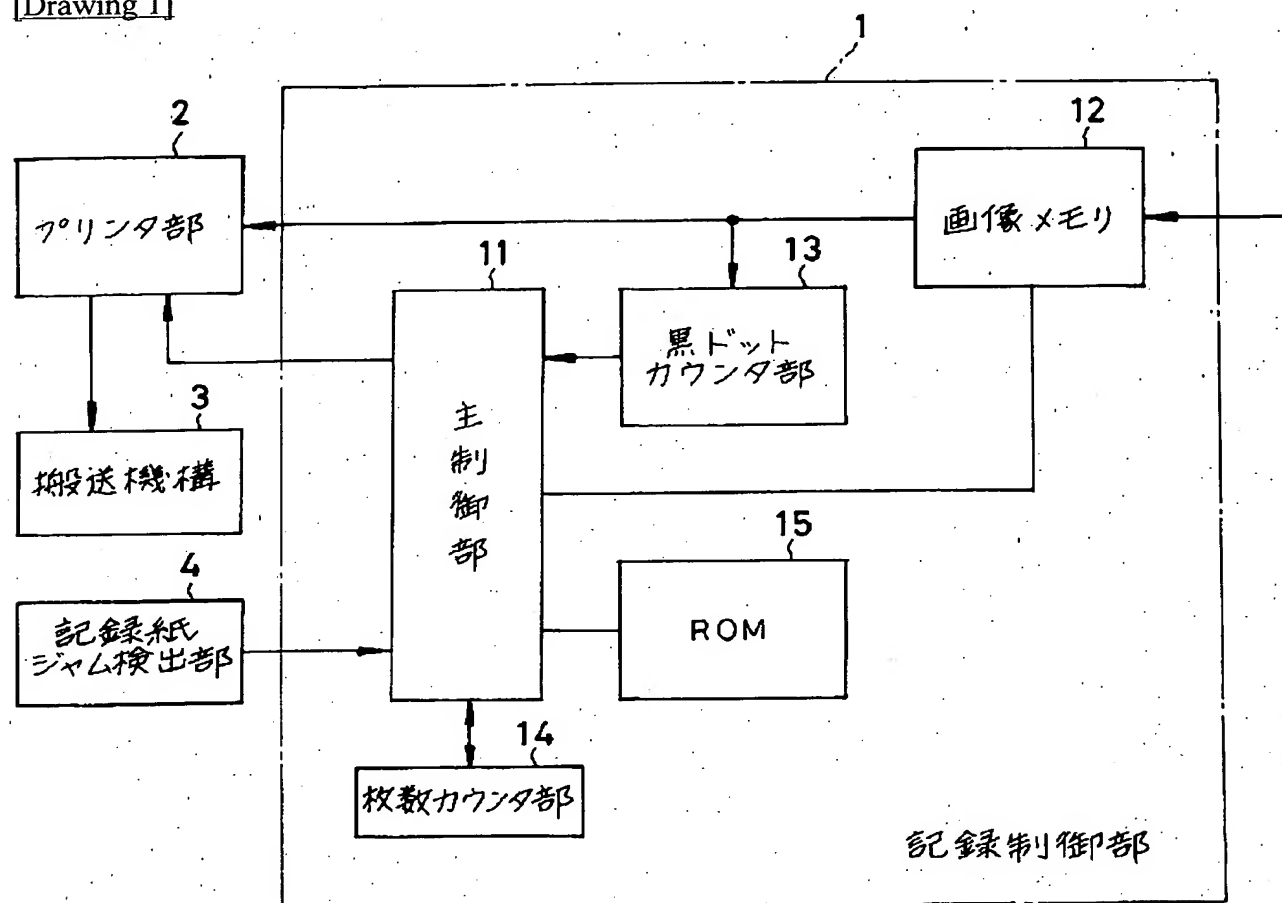 [Drawing 1]
1
2
プリンタ部
12
画像メモリ
11
主制御部
13
黒ドット
カウンタ部
3
搬送機構
4
記録紙
ジャム検出部
15
ROM
14
枚数カウンタ部
記録制御部